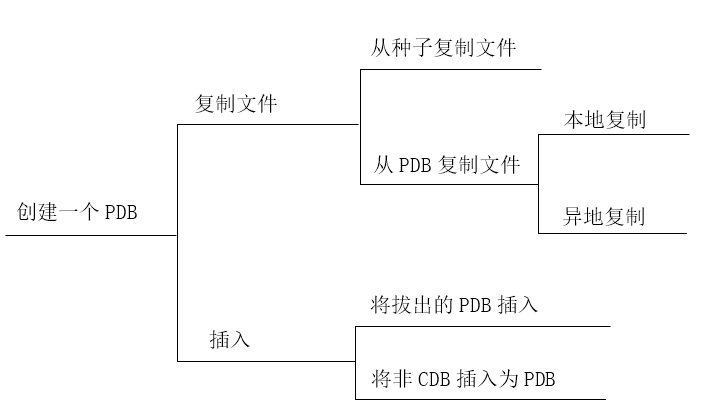 从种子复制文件
复制文件
本地复制
从 PDB 复制文件
创建一个 PDB
异地复制
将拔出的 PDB 插入
插入
将非 CDB 插入为 PDB